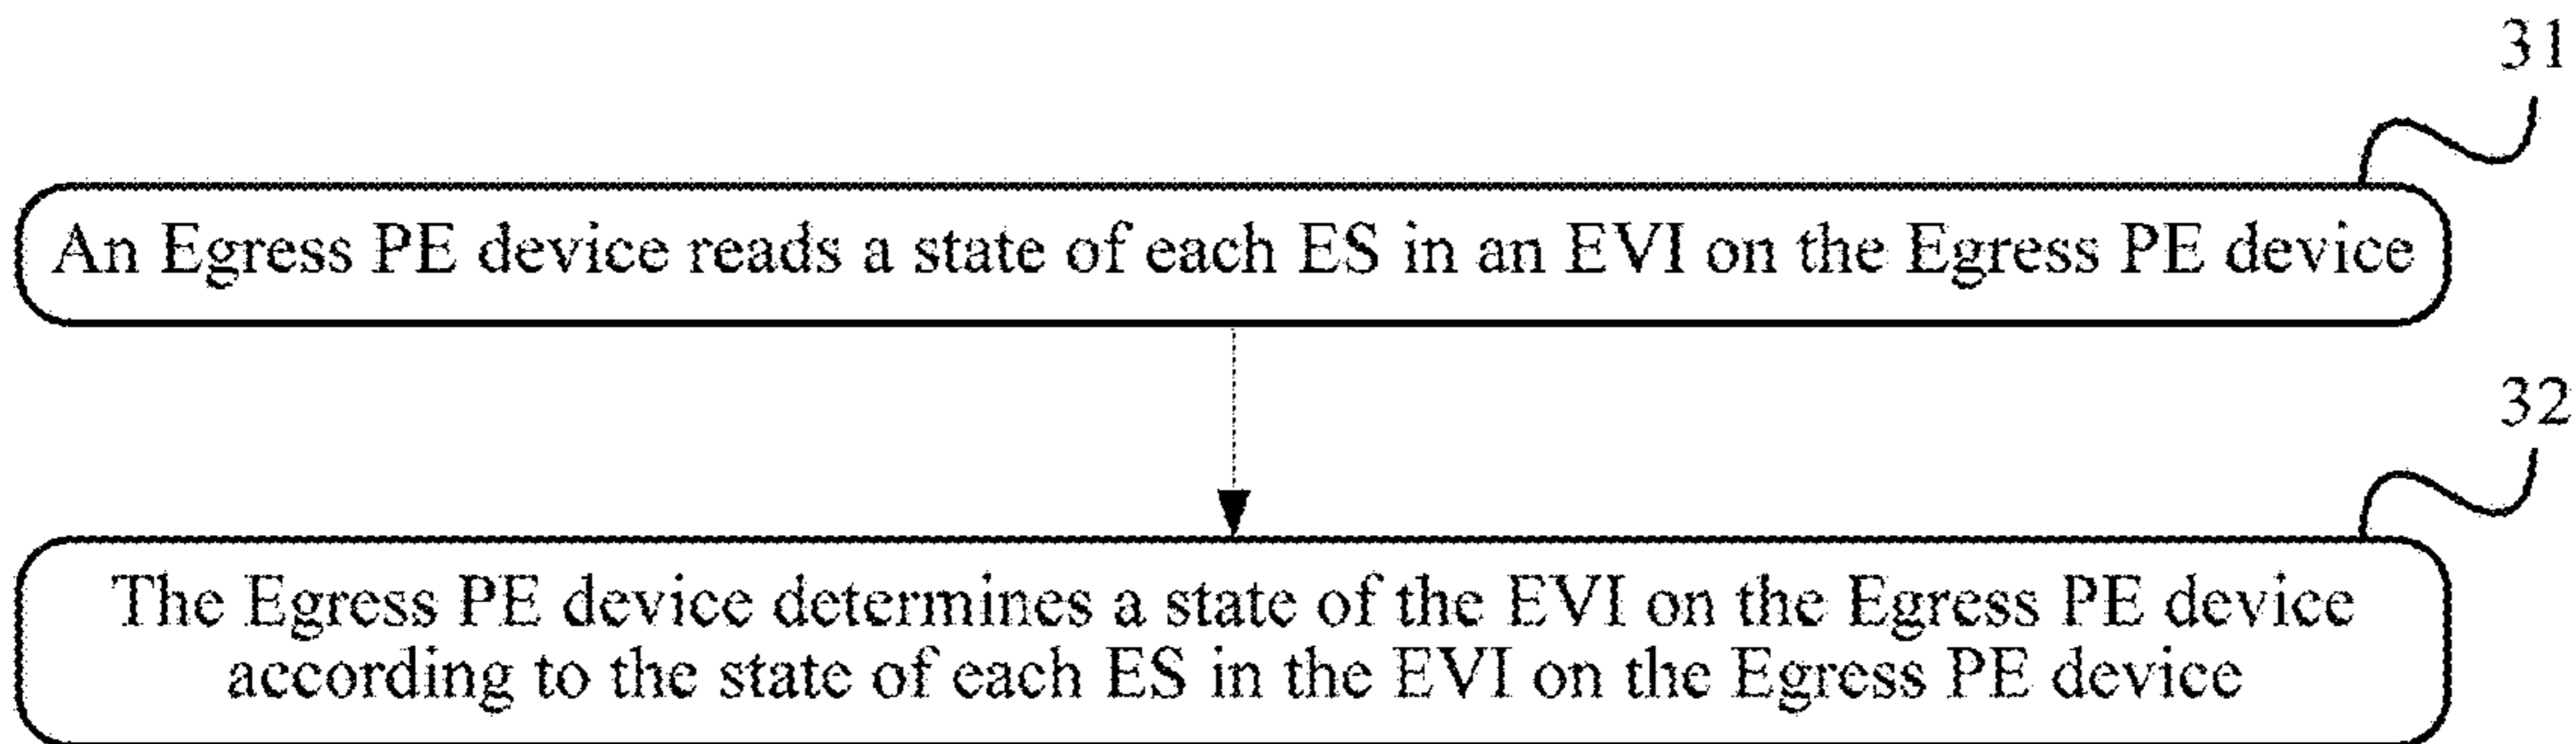 31
An Egress PE device reads a state of each ES in an EVI on the Egress PE device
32
The Egress PE device determines a state of the EVI on the Egress PE device
according to the state of each ES in the EVI on the Egress PE device